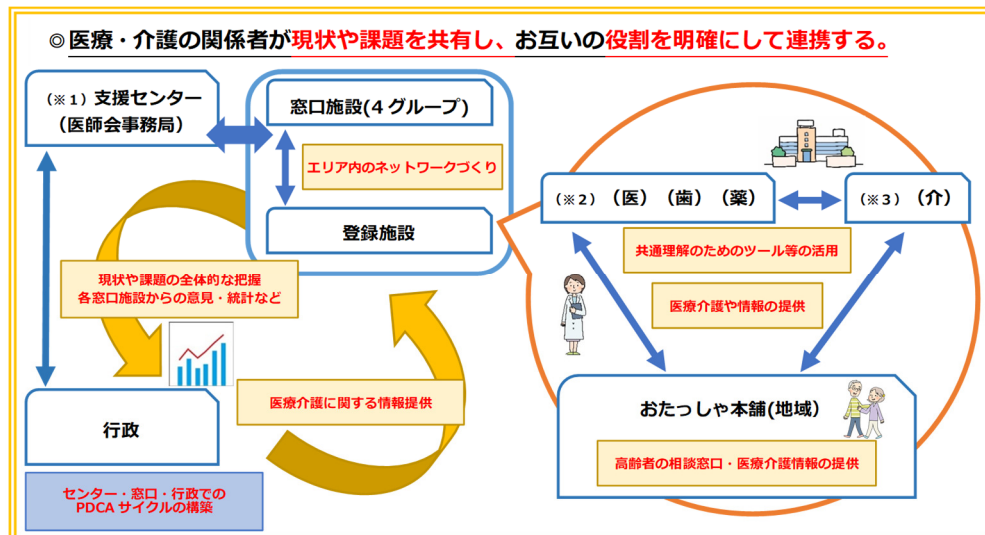 ◎医療・介護の関係者が現状や課題を共有し、お互いの役割を明確にして連携する。
(※1) 支援センター
（医師会事務局）
窓口施設(4グループ)
エリア内のネットワークづくり
登録施設
現状や課題の全体的な把握
各窓口施設からの意見・統計など
医療介護に関する情報提供
行政
センター・窓口・行政での
PDCAサイクルの構築
(※2)（医）（歯）（薬）
(※3)（介）
共通理解のためのツール等の活用
医療介護や情報の提供
おたっしゃ本舗(地域)
高齢者の相談窓口・医療介護情報の提供